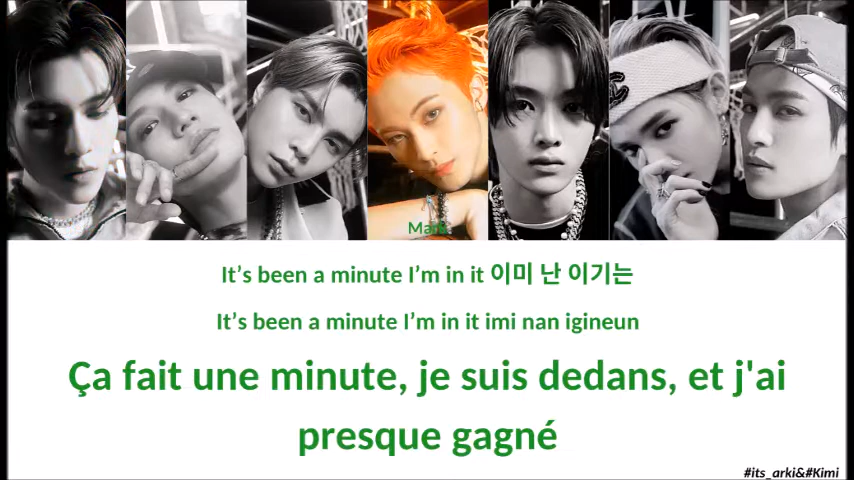 Mark
It's been a minute I'm in it 이미 난 이기는
It's been a minute I'm in it imi nan igineun
Ça fait une minute, je suis dedans, et j'ai
presque gagné
#its_arki&#Kimi